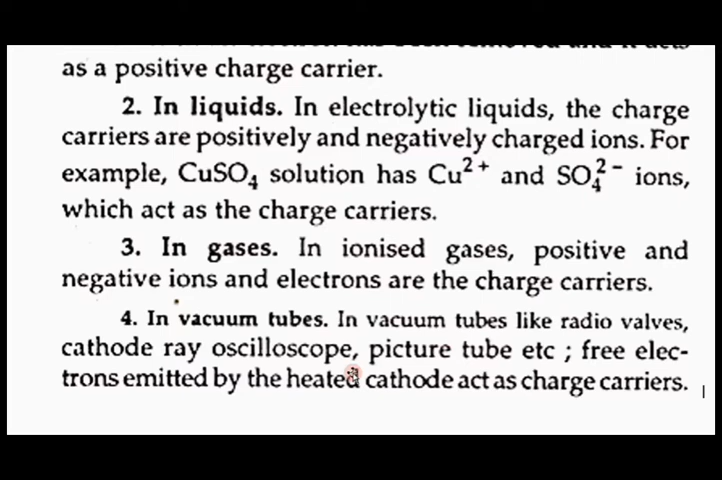 as a positive charge carrier.
2. In liquids. In electrolytic liquids, the charge
carriers are positively and negatively charged ions. For
example, CuSO₄ solution has Cu²⁺ and SO₄²⁻ ions,
which act as the charge carriers.
3. In gases. In ionised gases, positive and
negative ions and electrons are the charge carriers.
4. In vacuum tubes. In vacuum tubes like radio valves,
cathode ray oscilloscope, picture tube etc ; free elec-
trons emitted by the heated cathode act as charge carriers.